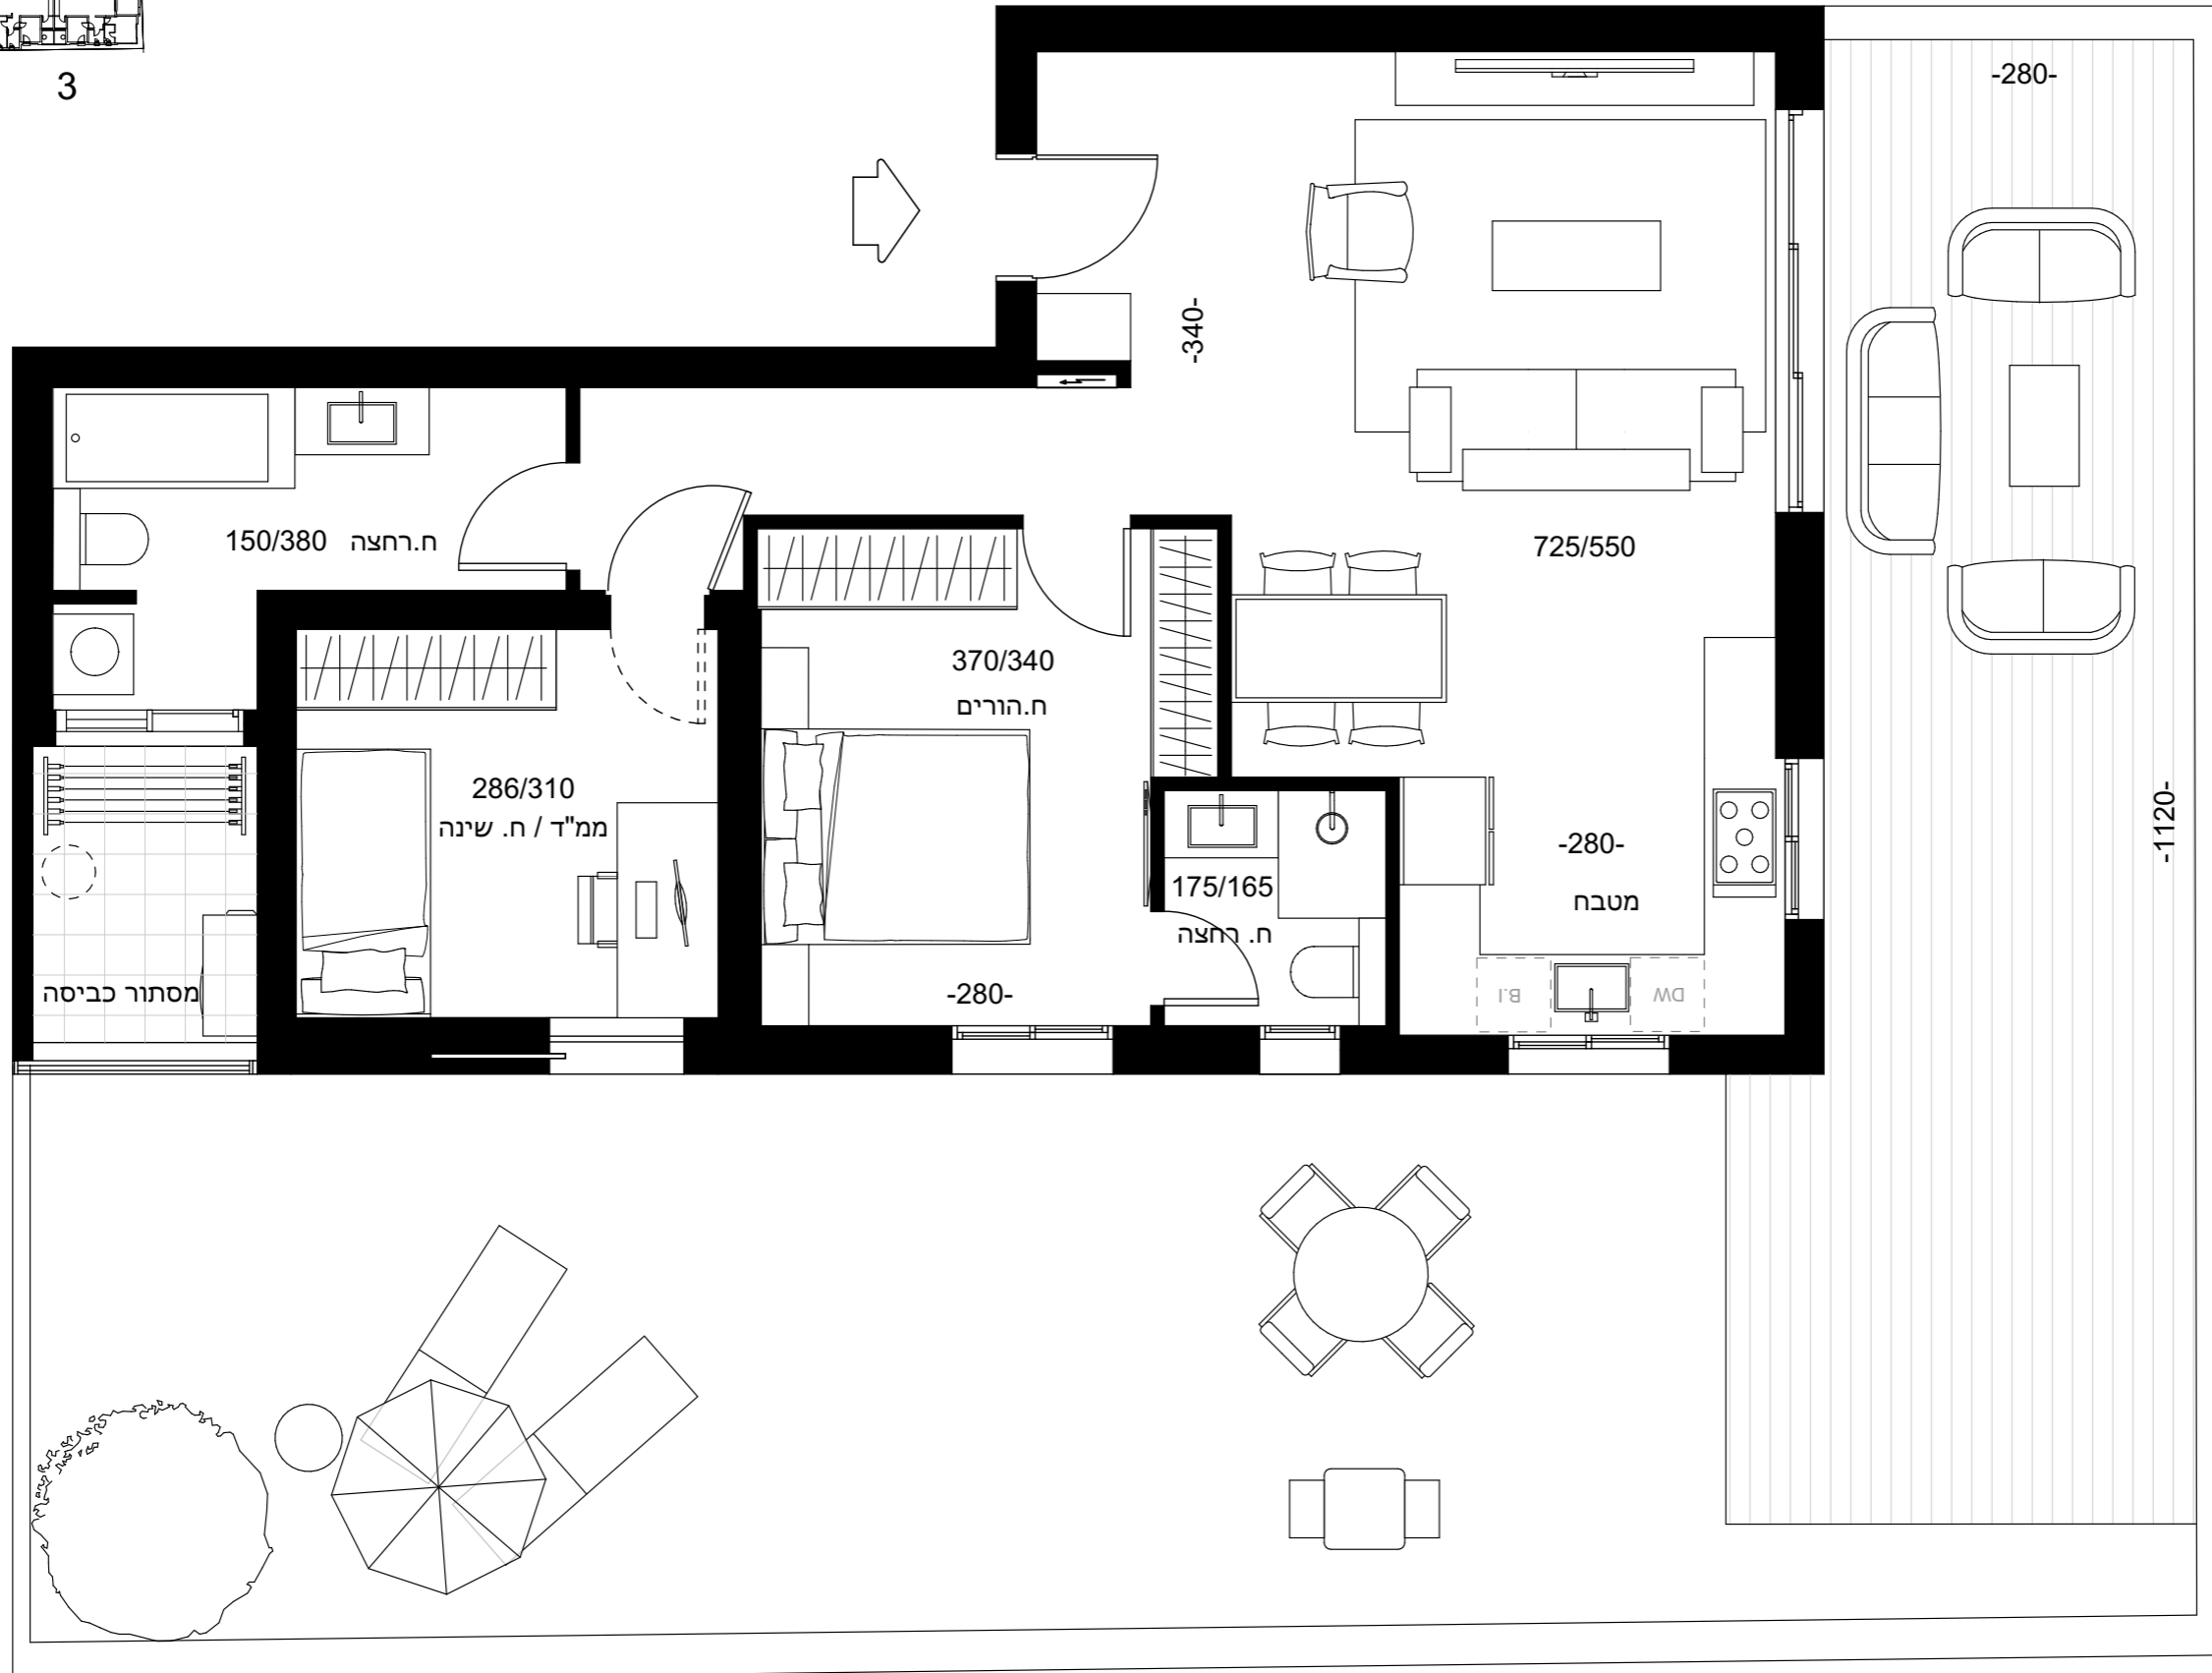 3
-280-
-340-
ח.רחצה 150/380
725/550
370/340
ח.הורים
286/310
ממ"ד / ח. שינה
-1120-
-280-
מטבח
175/165
ח. רחצה
מסתור כביסה
-280-
B.I
DW